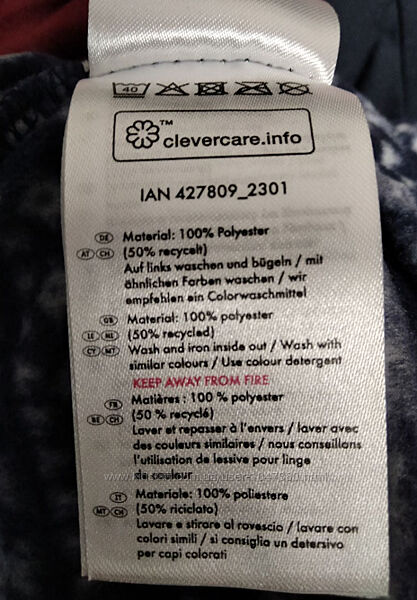 40
™
clevercare.info
IAN 427809_2301
DE Material: 100% Polyester
AT CH (50% recycelt)
Auf links waschen und bügeln / mit
ähnlichen Farben waschen / wir
empfehlen ein Colorwaschmittel
GB Material: 100% polyester
IE NI (50% recycled)
CY MT Wash and iron inside out / Wash with
similar colours / Use colour detergent
KEEP AWAY FROM FIRE
FR Matières : 100 % polyester
BE CH (50 % recyclé)
Laver et repasser à l'envers / laver avec
des couleurs similaires / nous conseillons
l'utilisation de lessive pour linge
de couleur
IT Materiale: 100% poliestere
MT CH (50% riciclato)
Lavare e stirare al rovescio / lavare con
colori simili / si consiglia un detersivo
per capi colorati